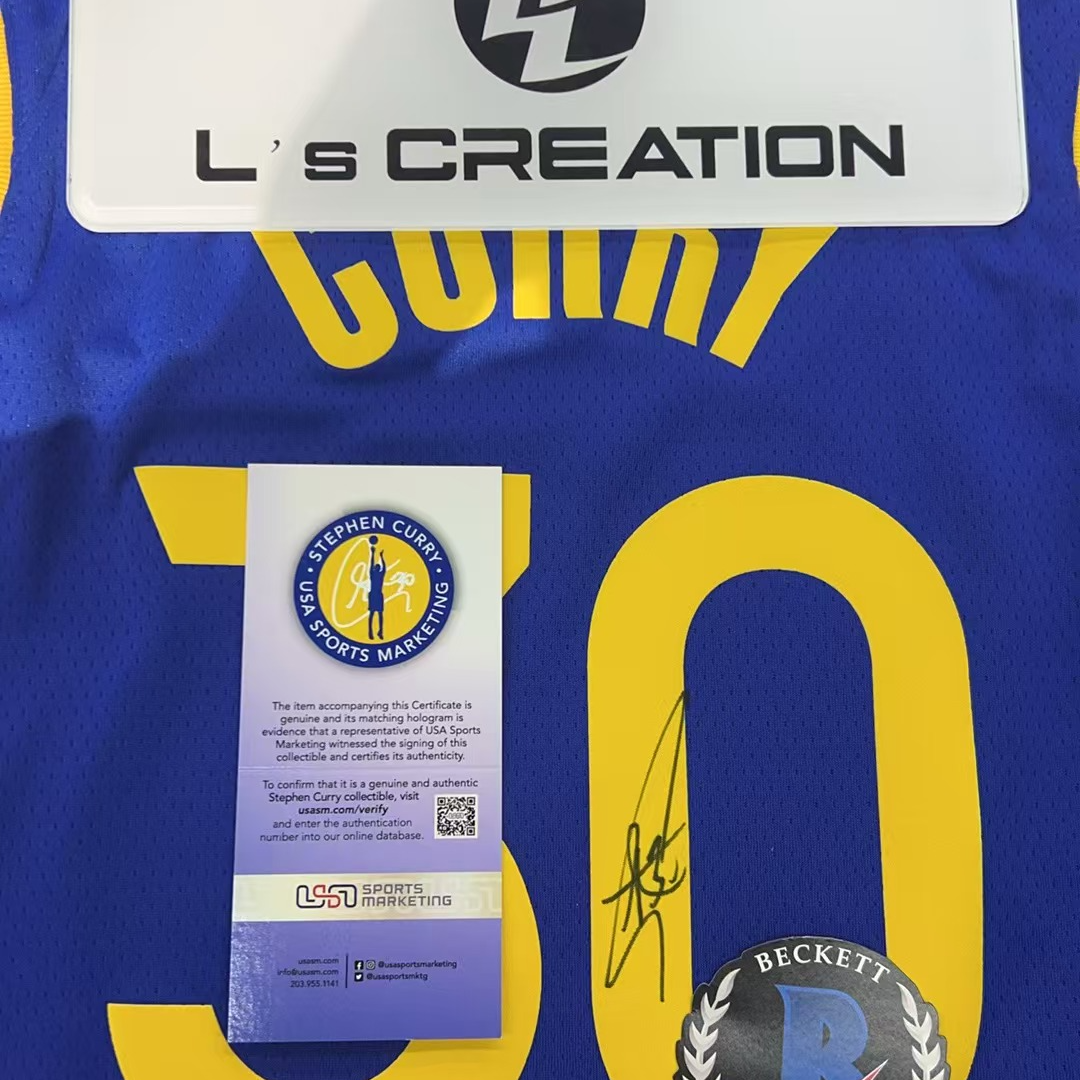 L's CREATION
CURRY
30
STEPHEN CURRY
USA SPORTS MARKETING
The item accompanying this Certificate is
genuine and its matching hologram is
evidence that a representative of USA Sports
Marketing witnessed the signing of this
collectible and certifies its authenticity.
To confirm that it is a genuine and authentic
Stephen Curry collectible, visit
usasm.com/verify
and enter the authentication
number into our online database.
USA SPORTS
MARKETING
usasm.com
info@usasm.com
203.955.1141
@usasportsmarketing
@usasportsmktg
BECKETT
B